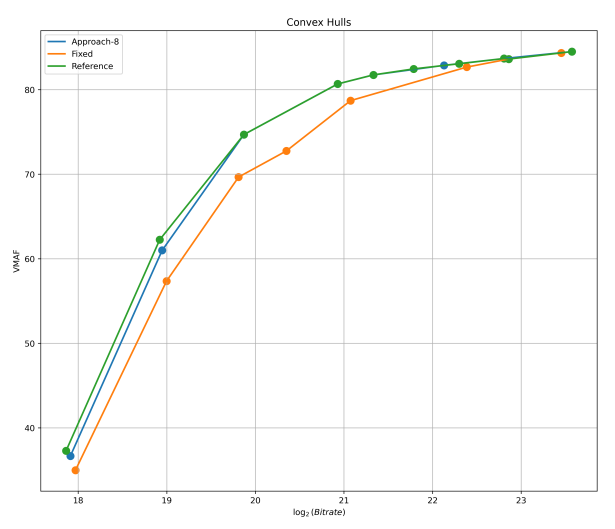 Convex Hulls
Approach-8
Fixed
Reference
VMAF
80
70
60
50
40
18 19 20 21 22 23
log₂(Bitrate)